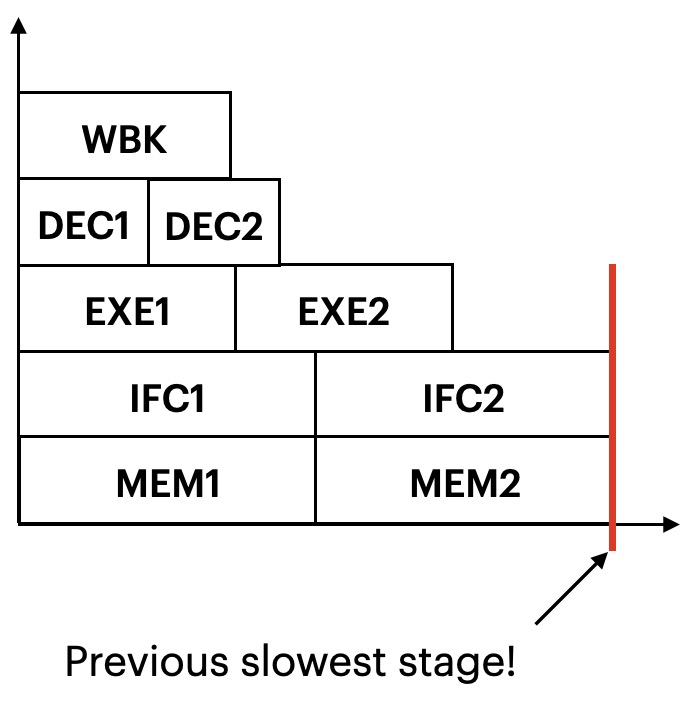 WBK
DEC1 DEC2
EXE1 EXE2
IFC1 IFC2
MEM1 MEM2
Previous slowest stage!